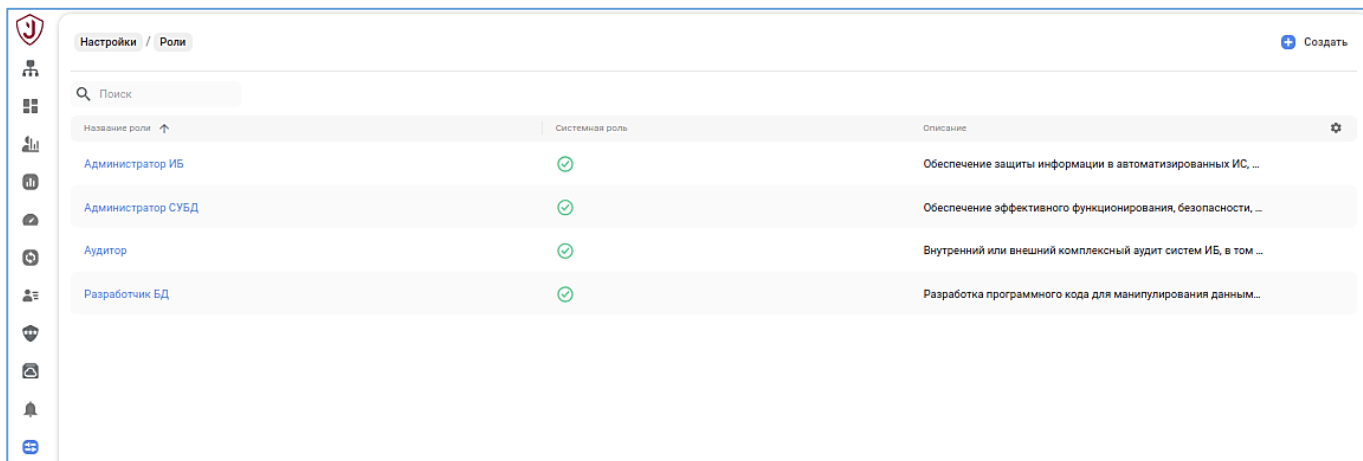 Настройки / Роли
Создать
Поиск
Название роли Системная роль Описание
Администратор ИБ Обеспечение защиты информации в автоматизированных ИС, ...
Администратор СУБД Обеспечение эффективного функционирования, безопасности, ...
Аудитор Внутренний или внешний комплексный аудит систем ИБ, в том ...
Разработчик БД Разработка программного кода для манипулирования данным...